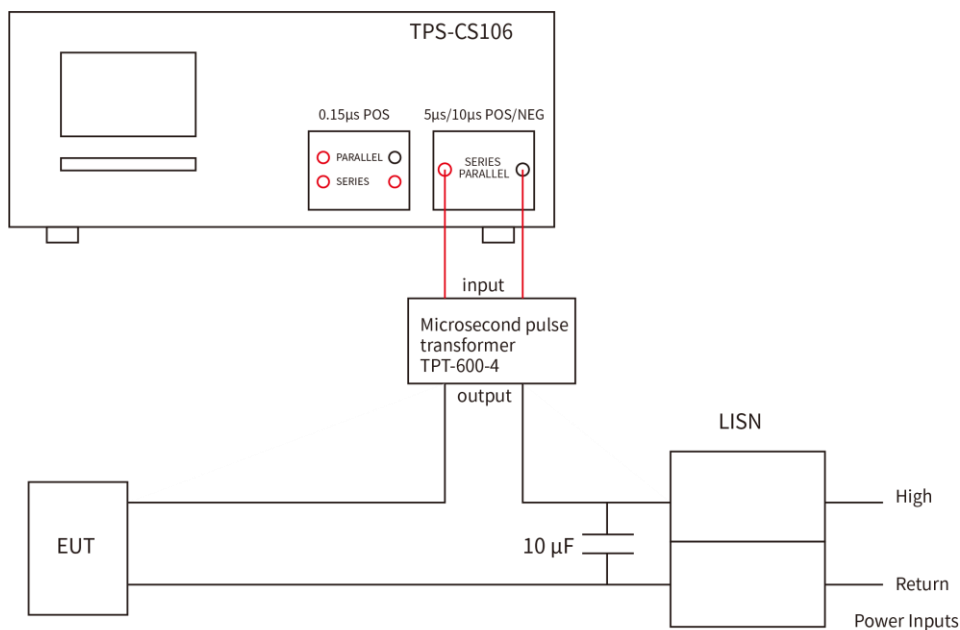 TPS-CS106
0.15μs POS
5μs/10μs POS/NEG
PARALLEL
SERIES
SERIES
PARALLEL
input
Microsecond pulse
transformer
TPT-600-4
output
LISN
High
EUT
10 μF
Return
Power Inputs